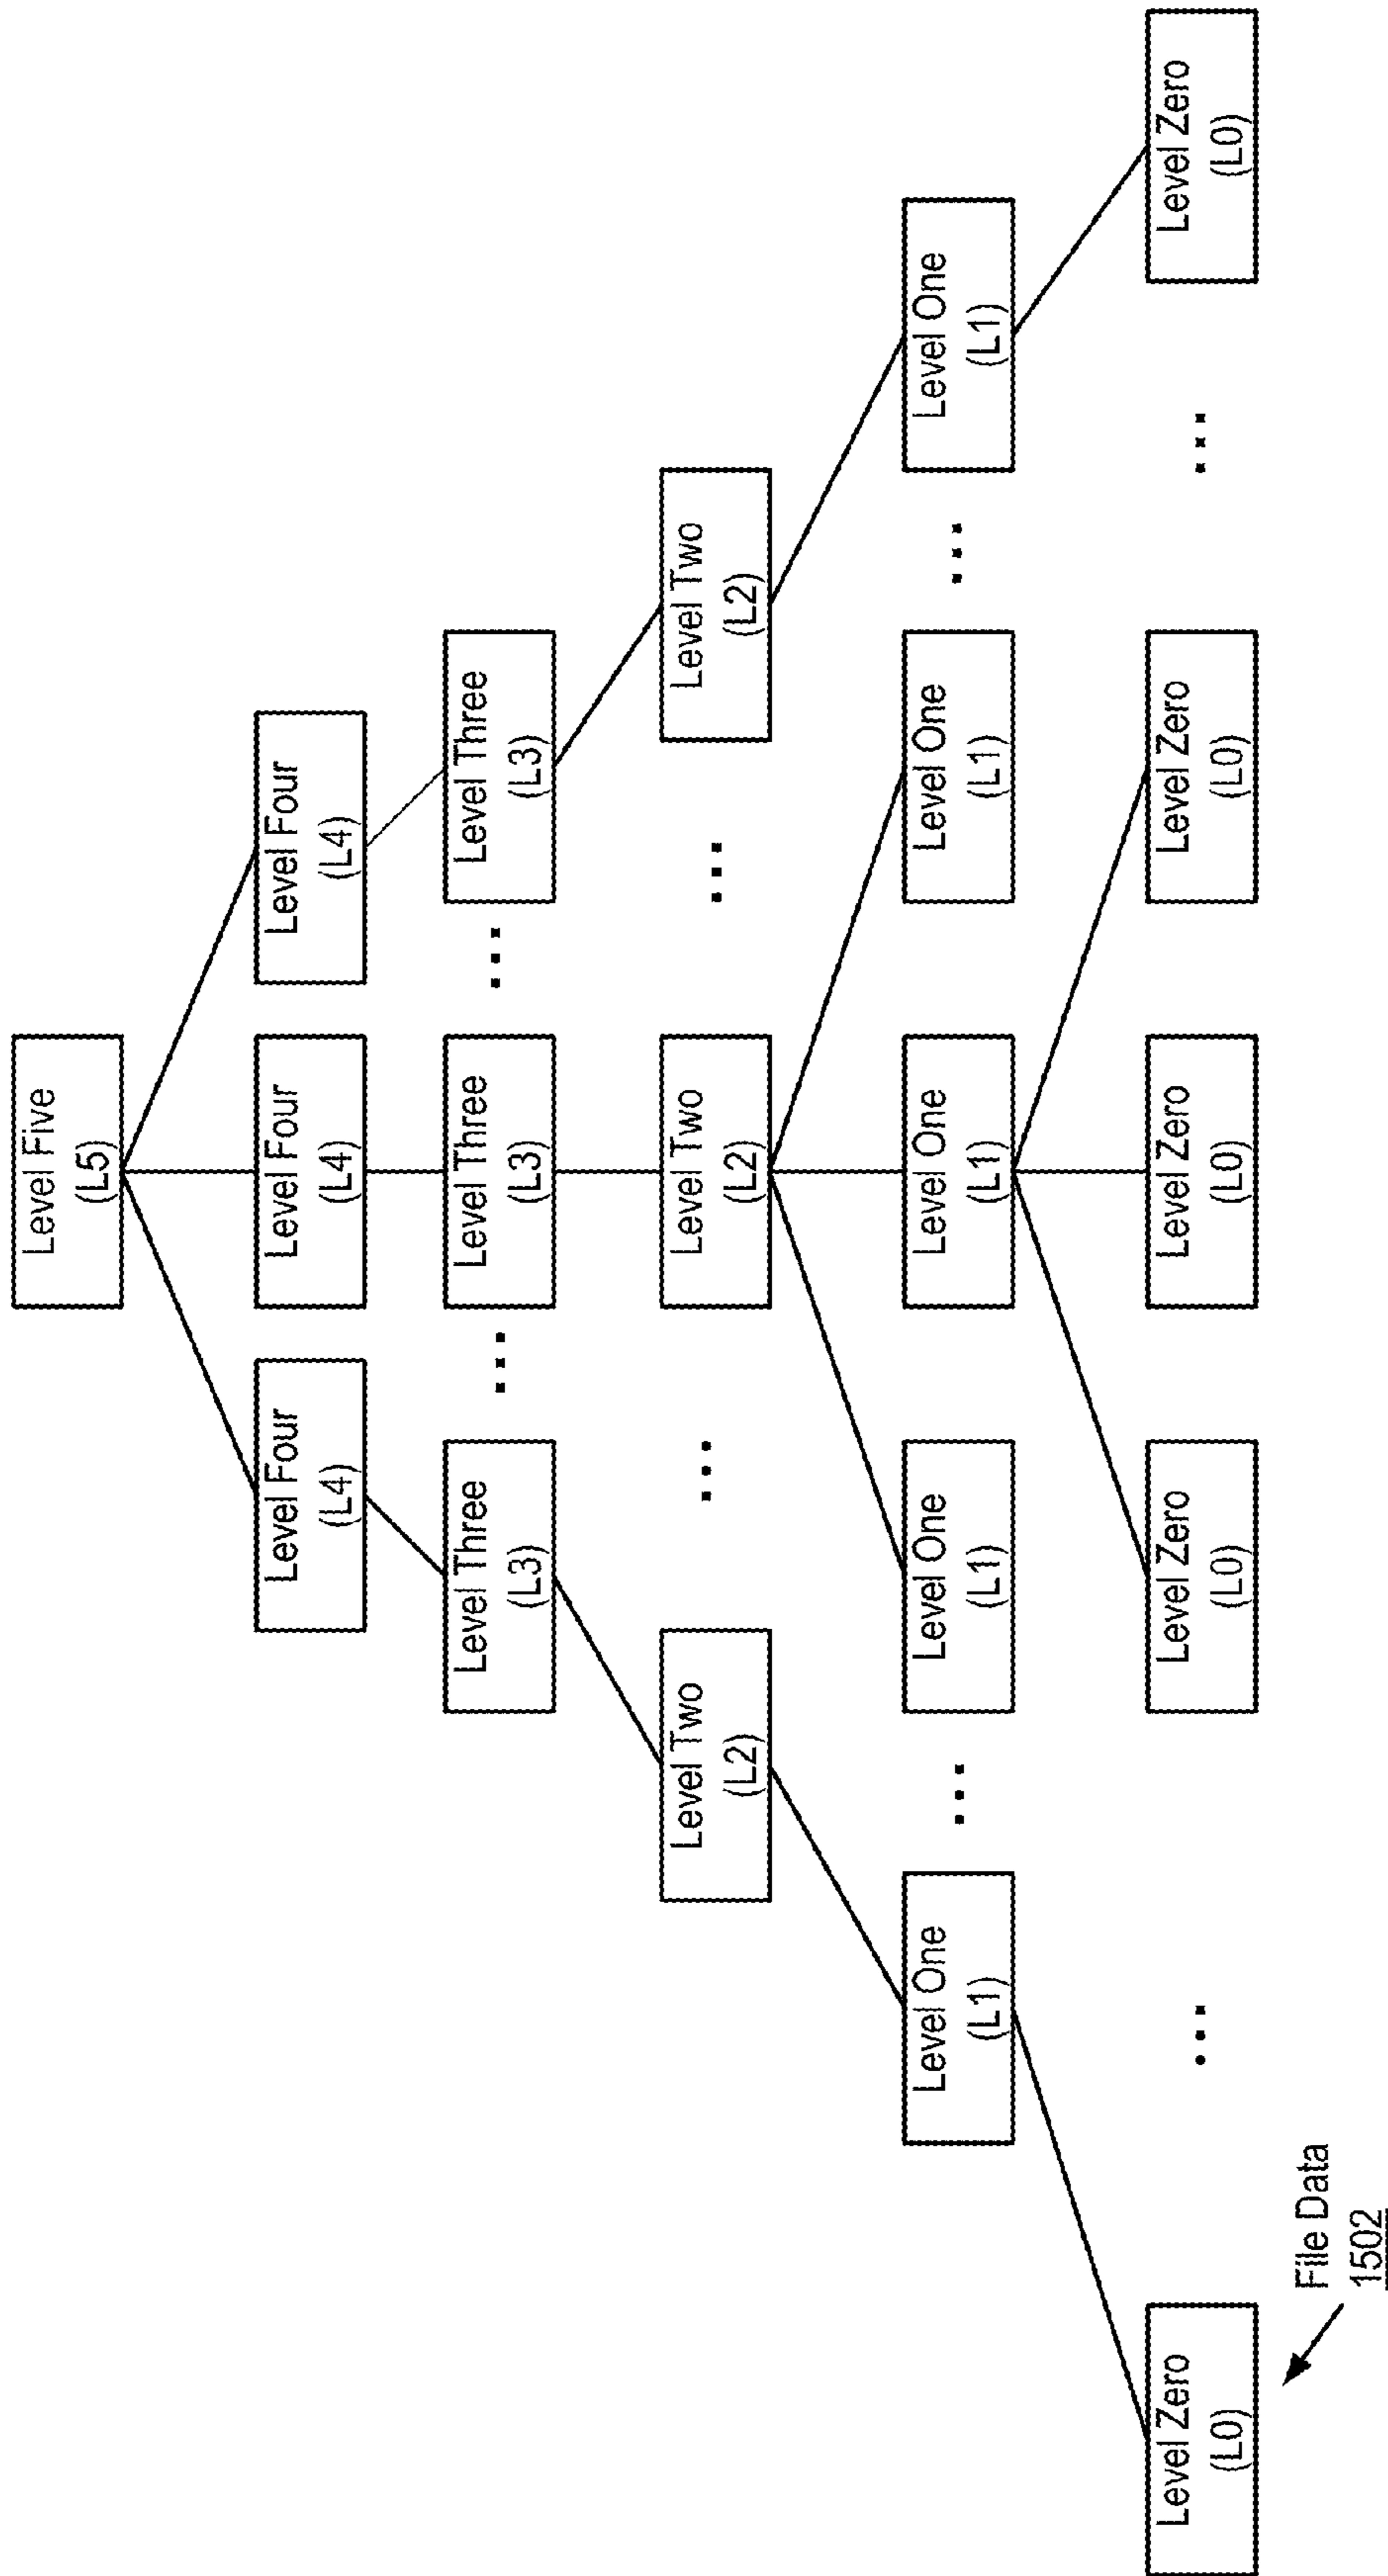 Level Five
(L5)
Level Four
(L4)
Level Four
(L4)
Level Four
(L4)
Level Three
(L3)
...
Level Three
(L3)
...
Level Three
(L3)
Level Two
(L2)
...
Level Two
(L2)
...
Level Two
(L2)
Level One
(L1)
...
Level One
(L1)
Level One
(L1)
Level One
(L1)
...
Level One
(L1)
Level Zero
(L0)
...
Level Zero
(L0)
Level Zero
(L0)
Level Zero
(L0)
...
Level Zero
(L0)
File Data
1502